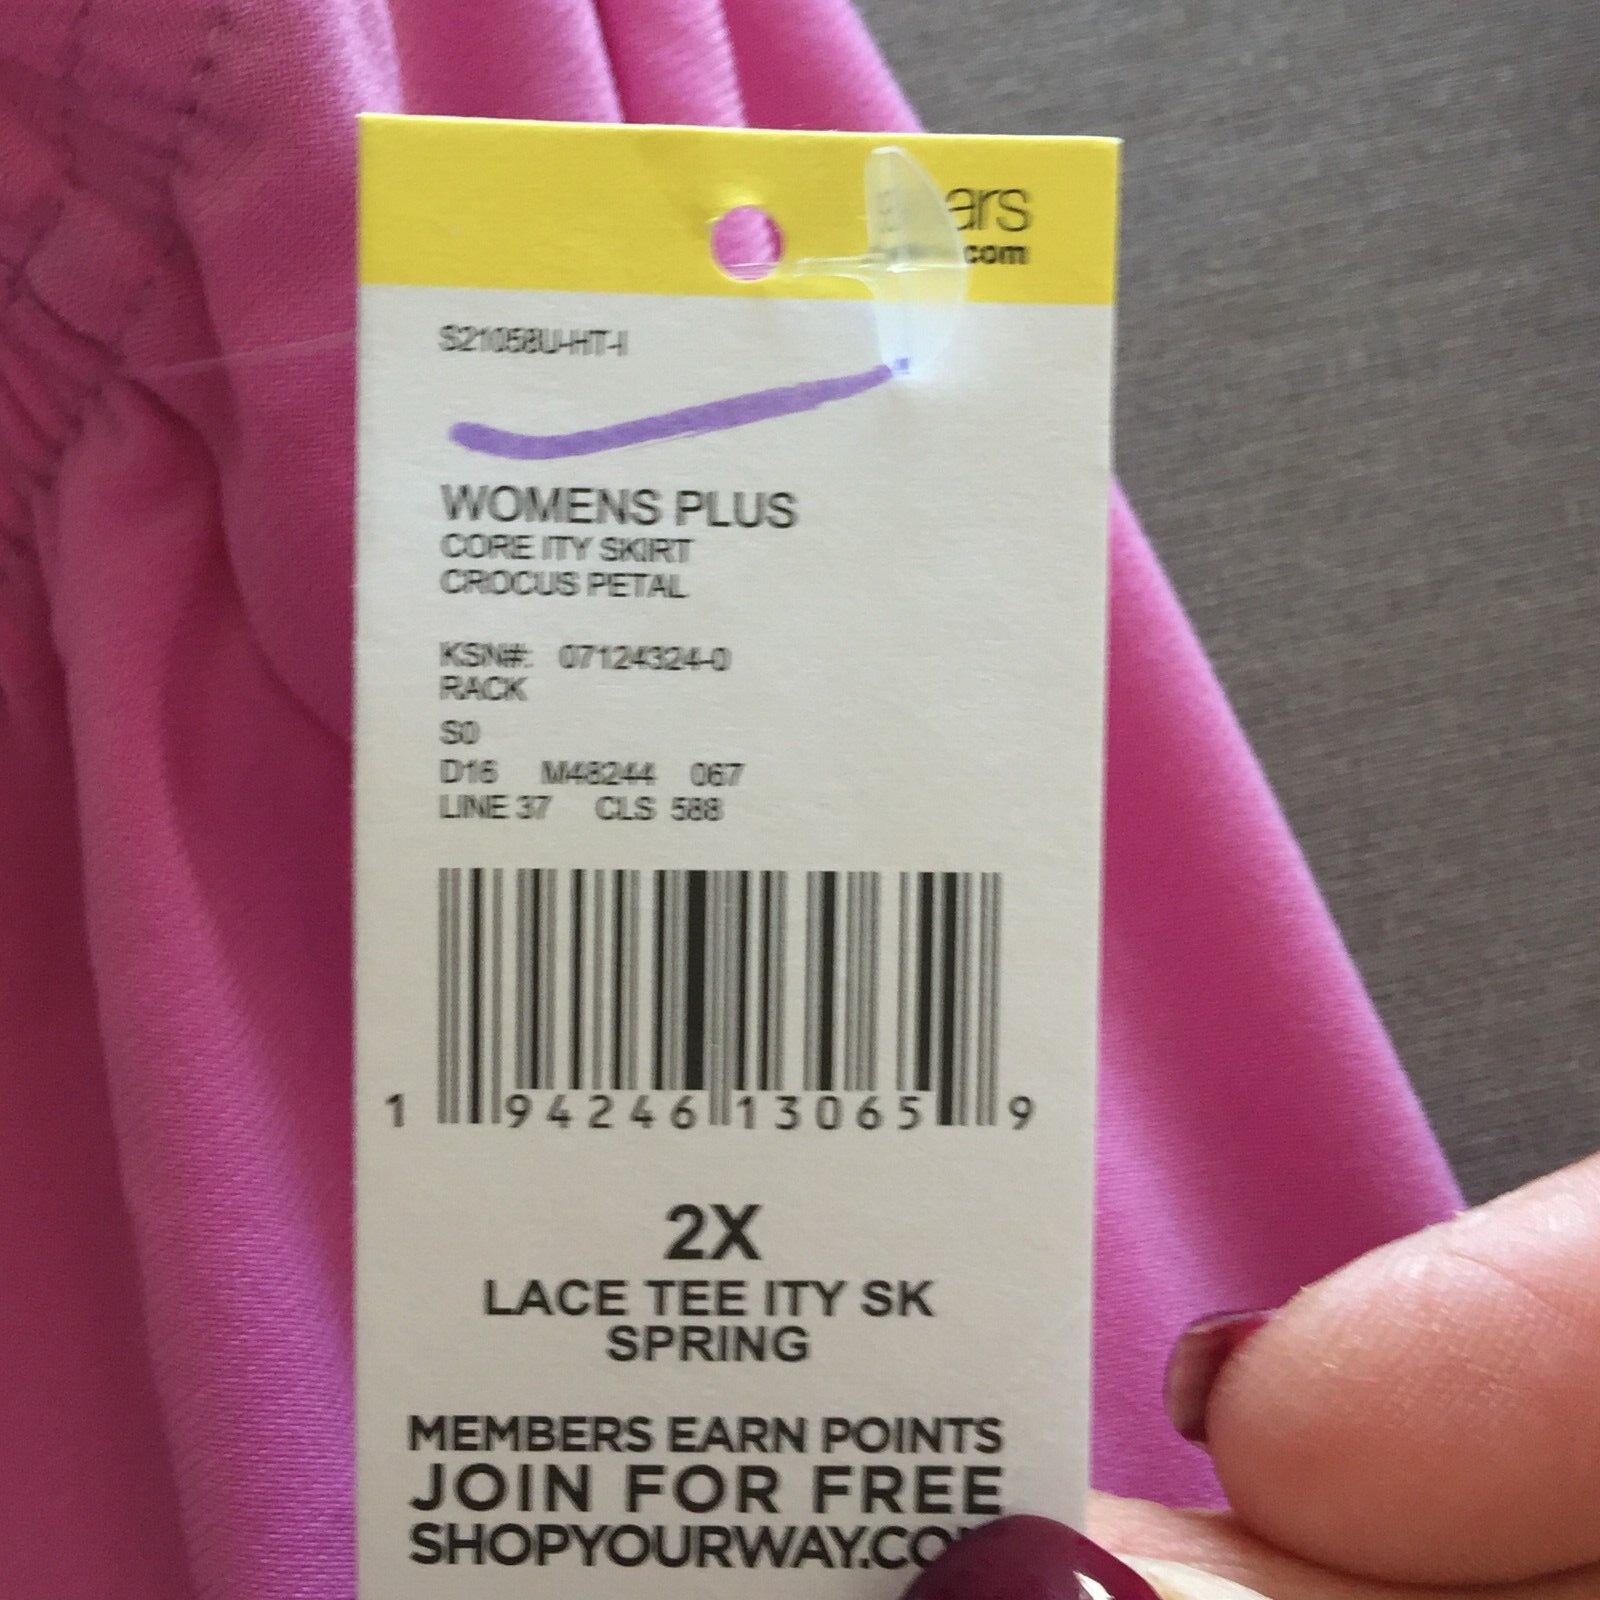 ars
com
S21058U-HT-I
WOMENS PLUS
CORE ITY SKIRT
CROCUS PETAL
KSN#: 07124324-0
RACK
S0
D16 M48244 067
LINE 37 CLS 588
1 94246 13065 9
2X
LACE TEE ITY SK
SPRING
MEMBERS EARN POINTS
JOIN FOR FREE
SHOPYOURWAY.CO